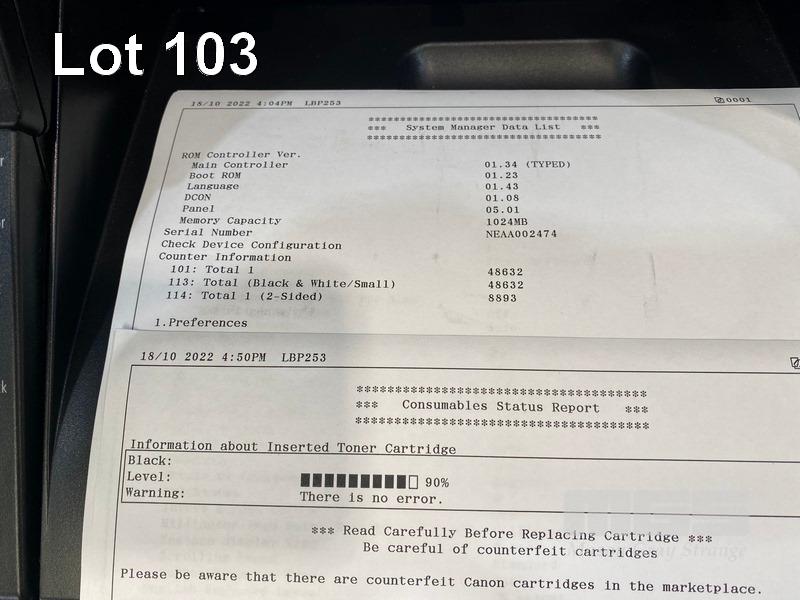 Lot 103
18/10 2022 4:04PM LBP253 0001
********************************
*** System Manager Data List ***
********************************
ROM Controller Ver.
Main Controller 01.34 (TYPED)
Boot ROM 01.23
Language 01.43
DCON 01.08
Panel 05.01
Memory Capacity 1024MB
Serial Number NEAA002474
Check Device Configuration
Counter Information
101: Total 1 48632
113: Total (Black & White/Small) 48632
114: Total 1 (2-Sided) 8893
1.Preferences
18/10 2022 4:50PM LBP253
************************************
*** Consumables Status Report ***
************************************
Information about Inserted Toner Cartridge
Black:
Level: 90%
Warning: There is no error.
*** Read Carefully Before Replacing Cartridge ***
Be careful of counterfeit cartridges
Please be aware that there are counterfeit Canon cartridges in the marketplace.